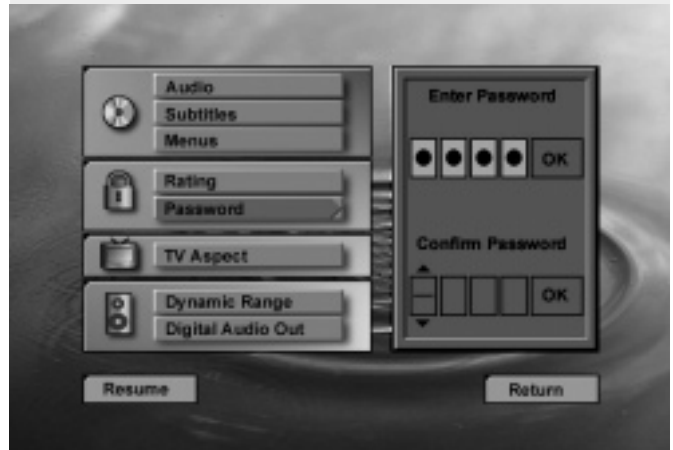 Audio
Subtitles
Menus
Rating
Password
TV Aspect
Dynamic Range
Digital Audio Out
Enter Password
OK
Confirm Password
OK
Resume
Return